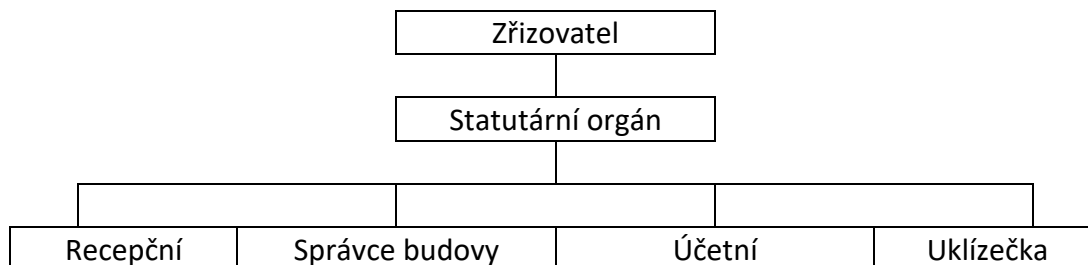 Zřizovatel
Statutární orgán
Recepční Správce budovy Účetní Uklízečka